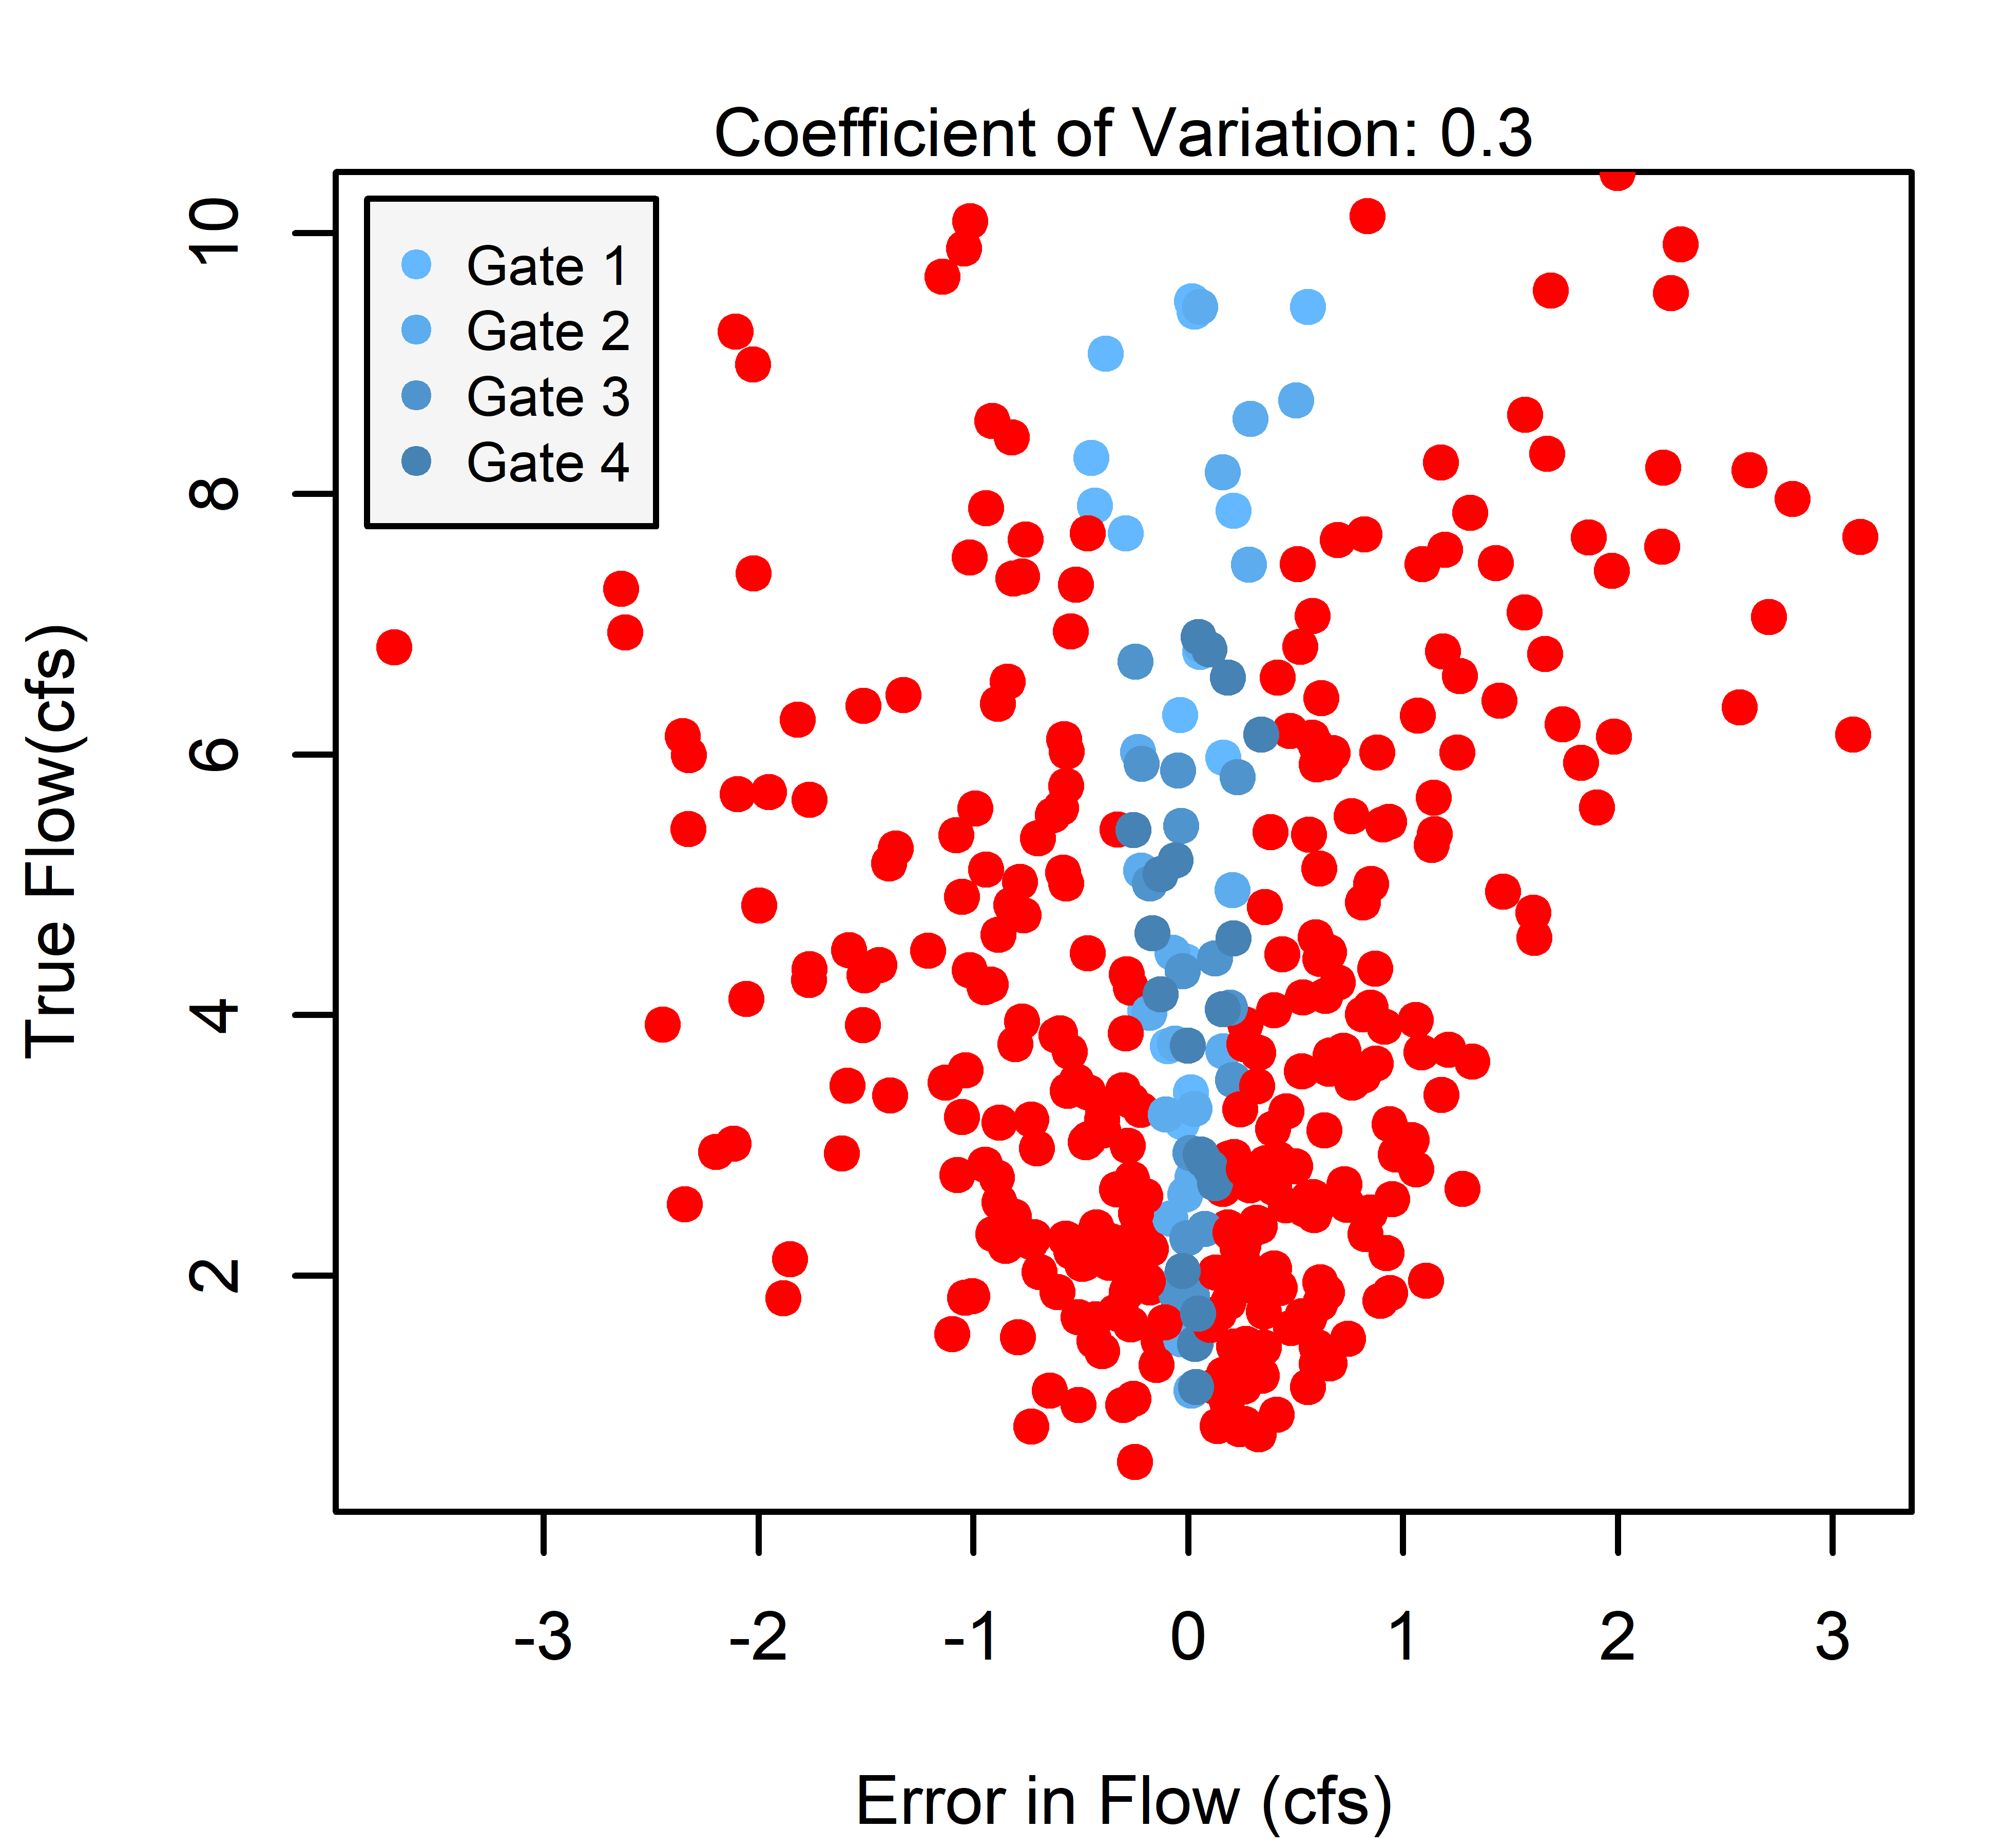 Coefficient of Variation: 0.3
Gate 1
Gate 2
Gate 3
Gate 4
True Flow(cfs)
10
8
6
4
2
-3 -2 -1 0 1 2 3
Error in Flow (cfs)